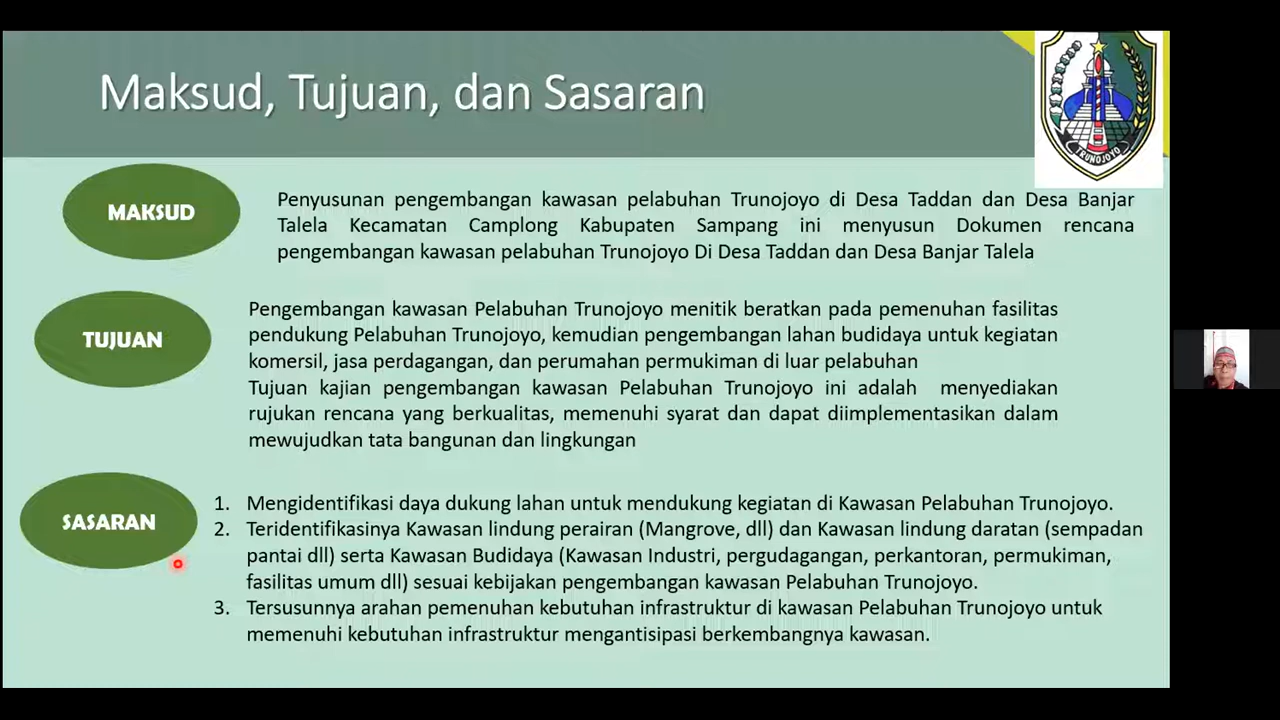 Maksud, Tujuan, dan Sasaran
TRUNOJOYO
MAKSUD
Penyusunan pengembangan kawasan pelabuhan Trunojoyo di Desa Taddan dan Desa Banjar
Talela Kecamatan Camplong Kabupaten Sampang ini menyusun Dokumen rencana
pengembangan kawasan pelabuhan Trunojoyo Di Desa Taddan dan Desa Banjar Talela
TUJUAN
Pengembangan kawasan Pelabuhan Trunojoyo menitik beratkan pada pemenuhan fasilitas
pendukung Pelabuhan Trunojoyo, kemudian pengembangan lahan budidaya untuk kegiatan
komersil, jasa perdagangan, dan perumahan permukiman di luar pelabuhan
Tujuan kajian pengembangan kawasan Pelabuhan Trunojoyo ini adalah menyediakan
rujukan rencana yang berkualitas, memenuhi syarat dan dapat diimplementasikan dalam
mewujudkan tata bangunan dan lingkungan
SASARAN
1. Mengidentifikasi daya dukung lahan untuk mendukung kegiatan di Kawasan Pelabuhan Trunojoyo.
2. Teridentifikasinya Kawasan lindung perairan (Mangrove, dll) dan Kawasan lindung daratan (sempadan
pantai dll) serta Kawasan Budidaya (Kawasan Industri, pergudagangan, perkantoran, permukiman,
fasilitas umum dll) sesuai kebijakan pengembangan kawasan Pelabuhan Trunojoyo.
3. Tersusunnya arahan pemenuhan kebutuhan infrastruktur di kawasan Pelabuhan Trunojoyo untuk
memenuhi kebutuhan infrastruktur mengantisipasi berkembangnya kawasan.